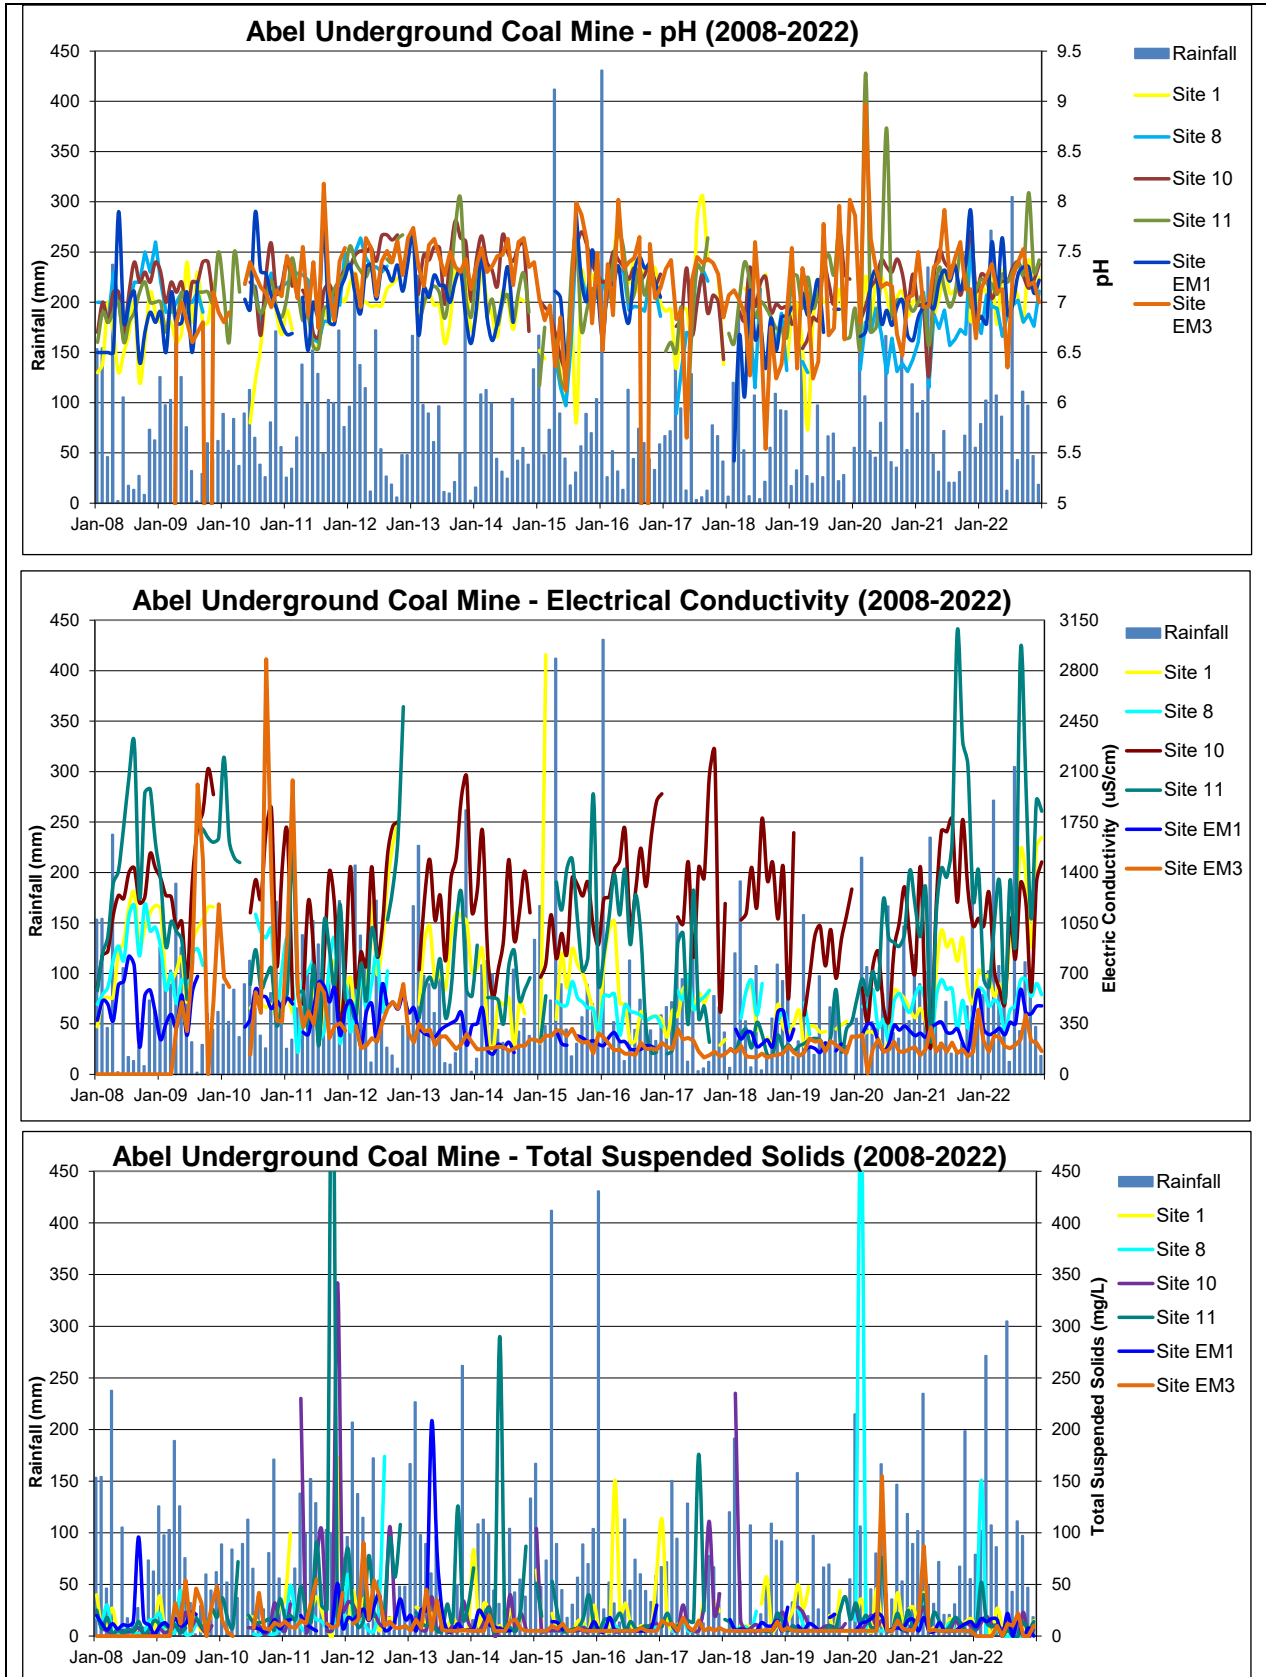 Abel Underground Coal Mine - pH (2008-2022)
450
400
350
300
250
200
150
100
50
0
Rainfall (mm)
9.5
9
8.5
8
7.5
7
6.5
6
5.5
5
pH
Jan-08 Jan-09 Jan-10 Jan-11 Jan-12 Jan-13 Jan-14 Jan-15 Jan-16 Jan-17 Jan-18 Jan-19 Jan-20 Jan-21 Jan-22
Rainfall
Site 1
Site 8
Site 10
Site 11
Site
EM1
Site
EM3
Abel Underground Coal Mine - Electrical Conductivity (2008-2022)
450
400
350
300
250
200
150
100
50
0
Rainfall (mm)
3150
2800
2450
2100
1750
1400
1050
700
350
0
Electric Conductivity (uS/cm)
Jan-08 Jan-09 Jan-10 Jan-11 Jan-12 Jan-13 Jan-14 Jan-15 Jan-16 Jan-17 Jan-18 Jan-19 Jan-20 Jan-21 Jan-22
Rainfall
Site 1
Site 8
Site 10
Site 11
Site EM1
Site EM3
Abel Underground Coal Mine - Total Suspended Solids (2008-2022)
450
400
350
300
250
200
150
100
50
0
Rainfall (mm)
450
400
350
300
250
200
150
100
50
0
Total Suspended Solids (mg/L)
Jan-08 Jan-09 Jan-10 Jan-11 Jan-12 Jan-13 Jan-14 Jan-15 Jan-16 Jan-17 Jan-18 Jan-19 Jan-20 Jan-21 Jan-22
Rainfall
Site 1
Site 8
Site 10
Site 11
Site EM1
Site EM3